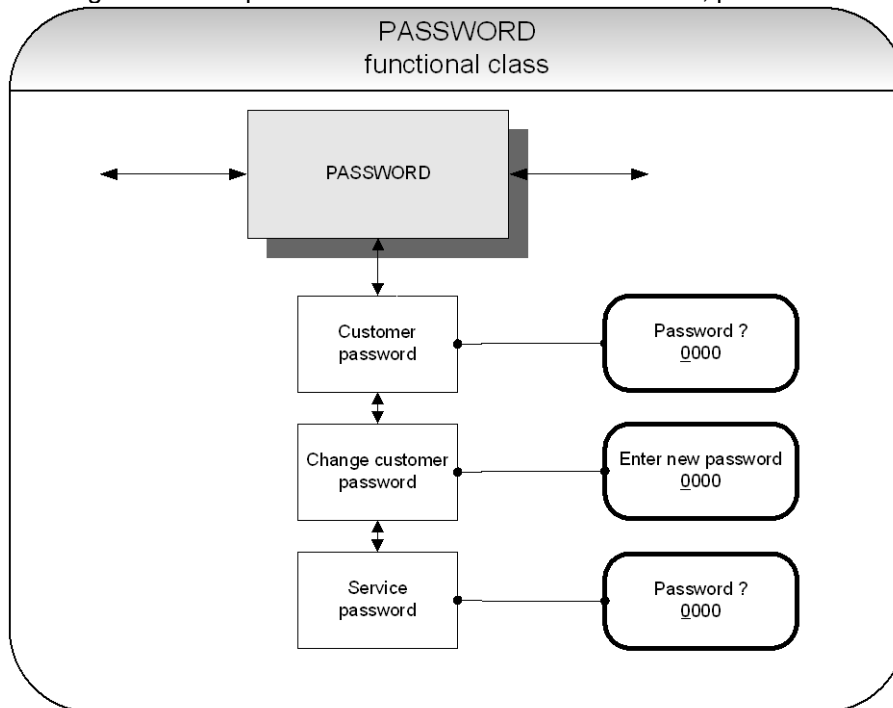 PASSWORD
functional class
PASSWORD
Customer
password
Password ?
0000
Change customer
password
Enter new password
0000
Service
password
Password ?
0000